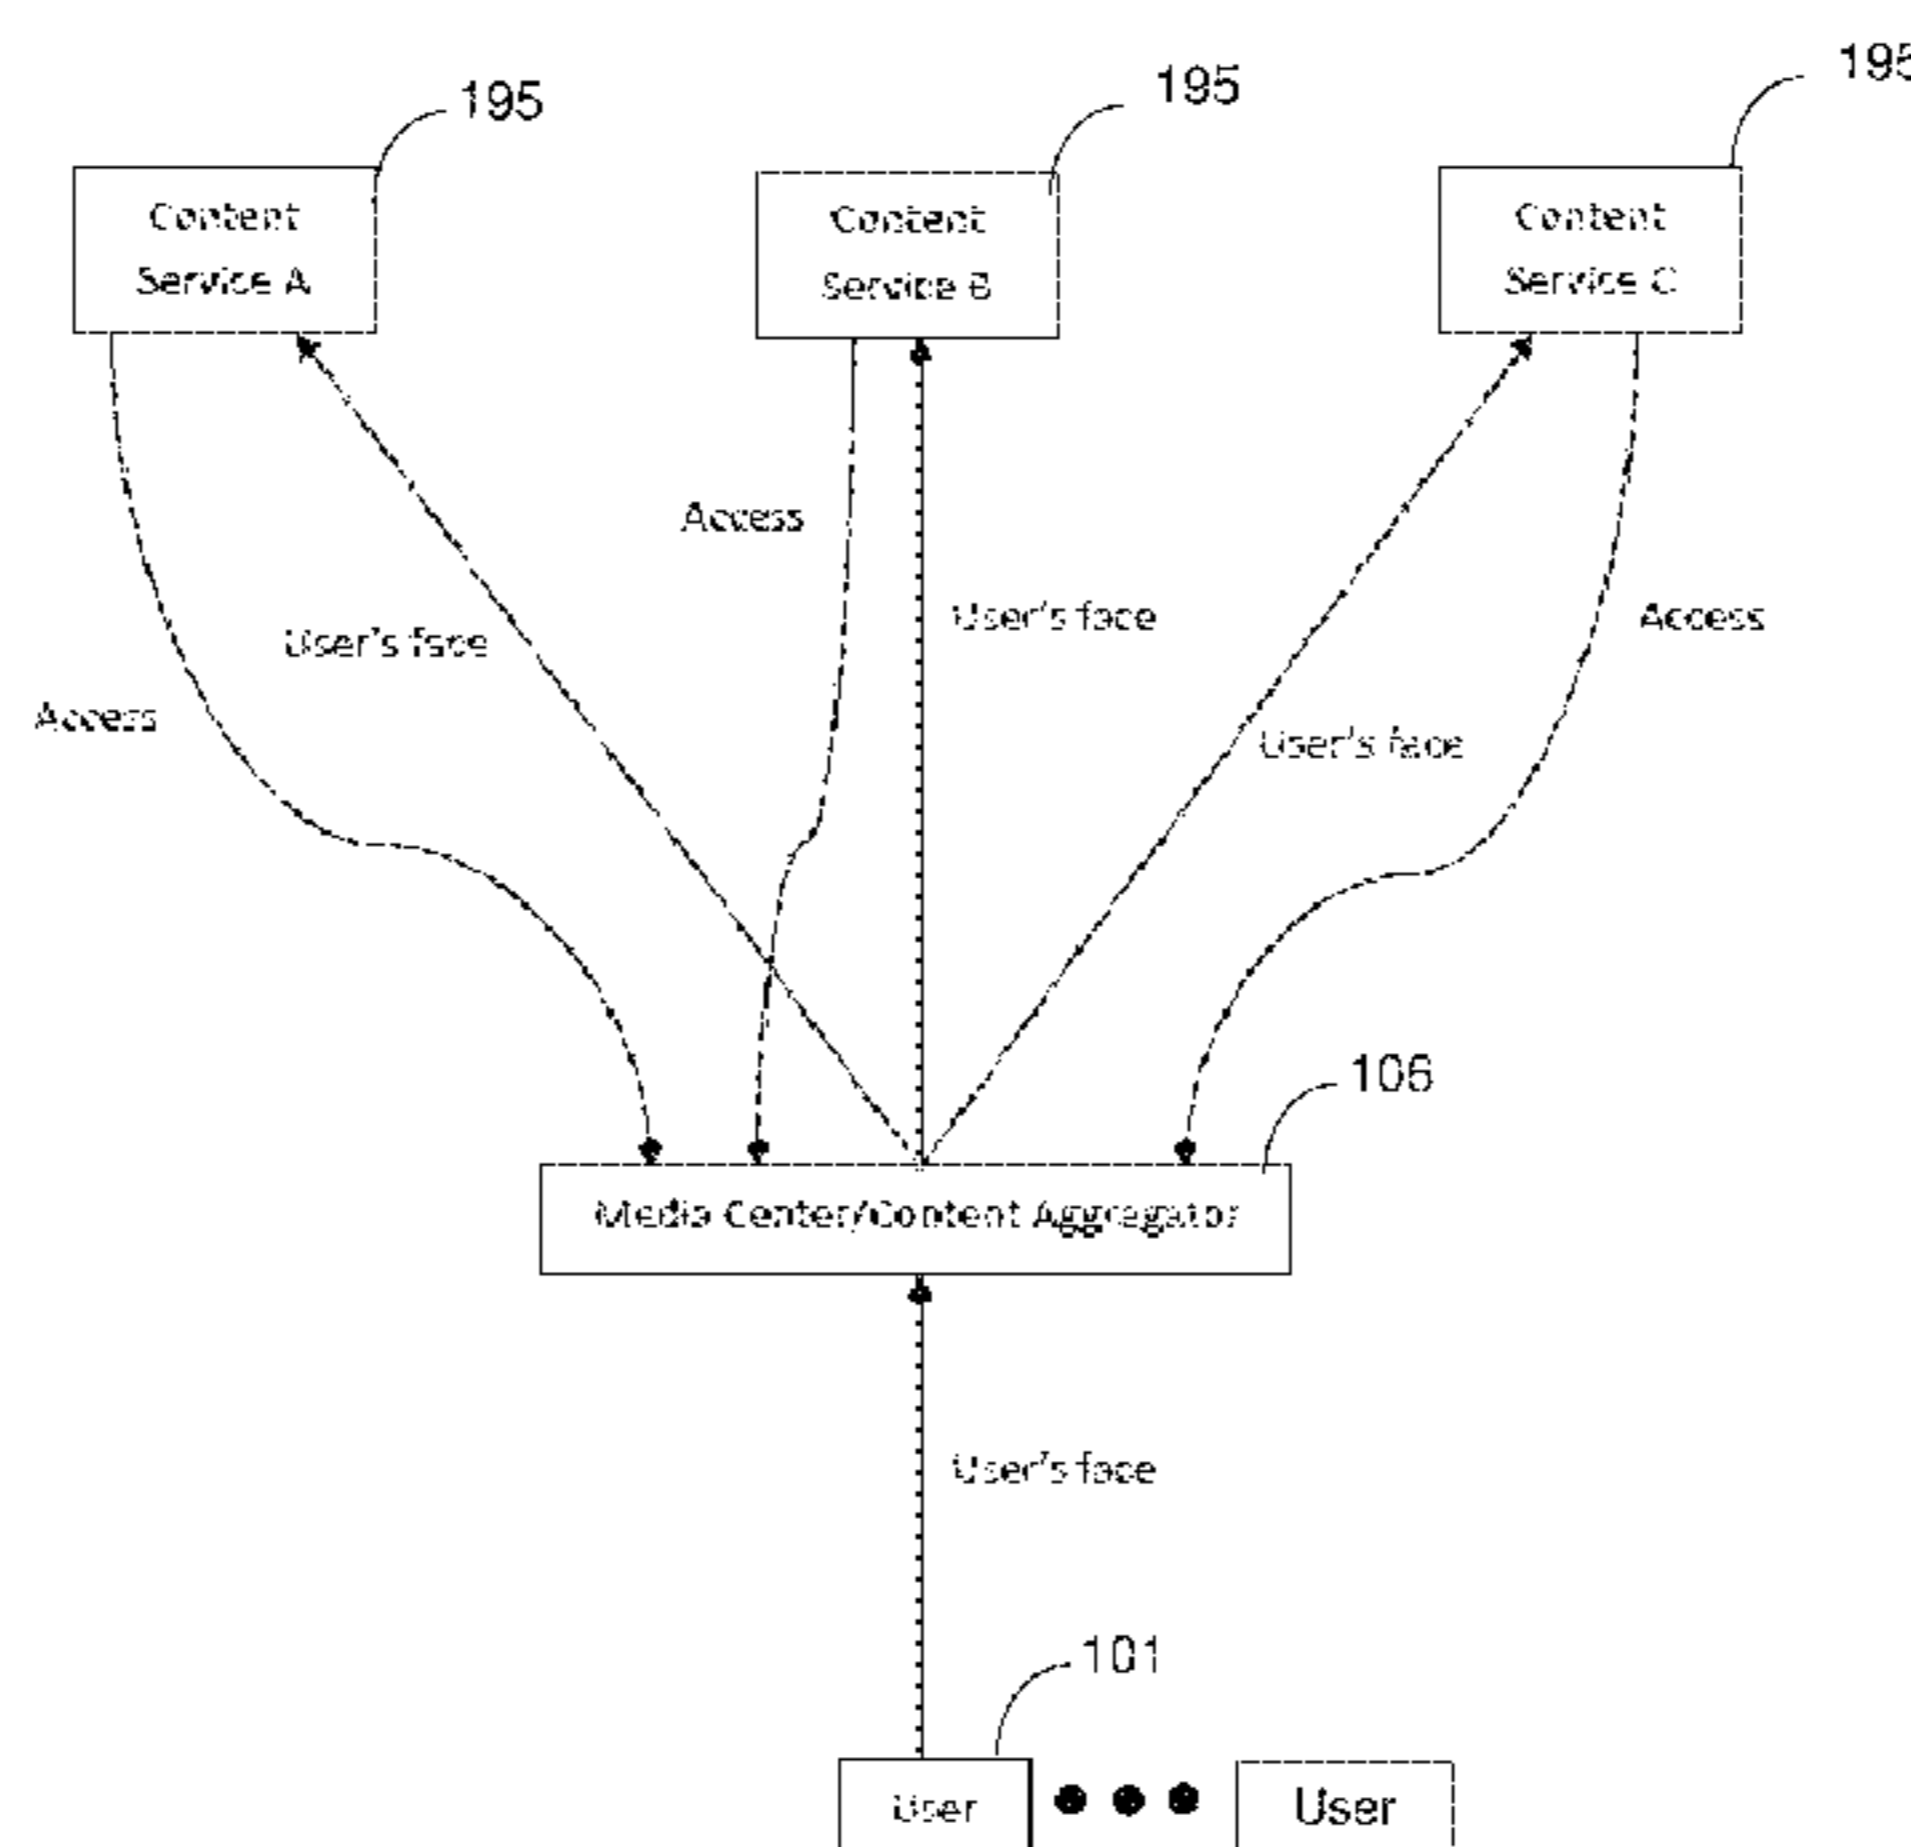 195
195
195
Content
Service A
Content
Service B
Content
Service C
Access
User's face
Access
User's face
User's face
Access
106
Media Center/Content Aggregator
User's face
101
User
User